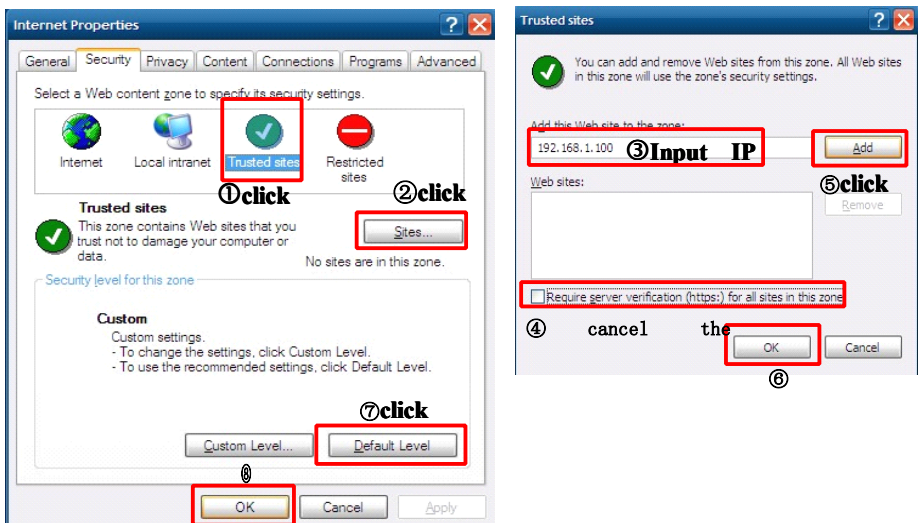 Internet Properties
General Security Privacy Content Connections Programs Advanced
Select a Web content zone to specify its security settings.
Internet Local intranet Trusted sites Restricted sites
①click
②click
Trusted sites
This zone contains Web sites that you
trust not to damage your computer or
data.
Sites...
No sites are in this zone.
Security level for this zone
Custom
Custom settings.
- To change the settings, click Custom Level.
- To use the recommended settings, click Default Level.
⑦click
Custom Level... Default Level
⑧
OK Cancel Apply
Trusted sites
You can add and remove Web sites from this zone. All Web sites
in this zone will use the zone's security settings.
Add this Web site to the zone:
192.168.1.100 ③Input IP Add
⑤click
Web sites:
Remove
Require server verification (https:) for all sites in this zone
④ cancel the
OK Cancel
⑥